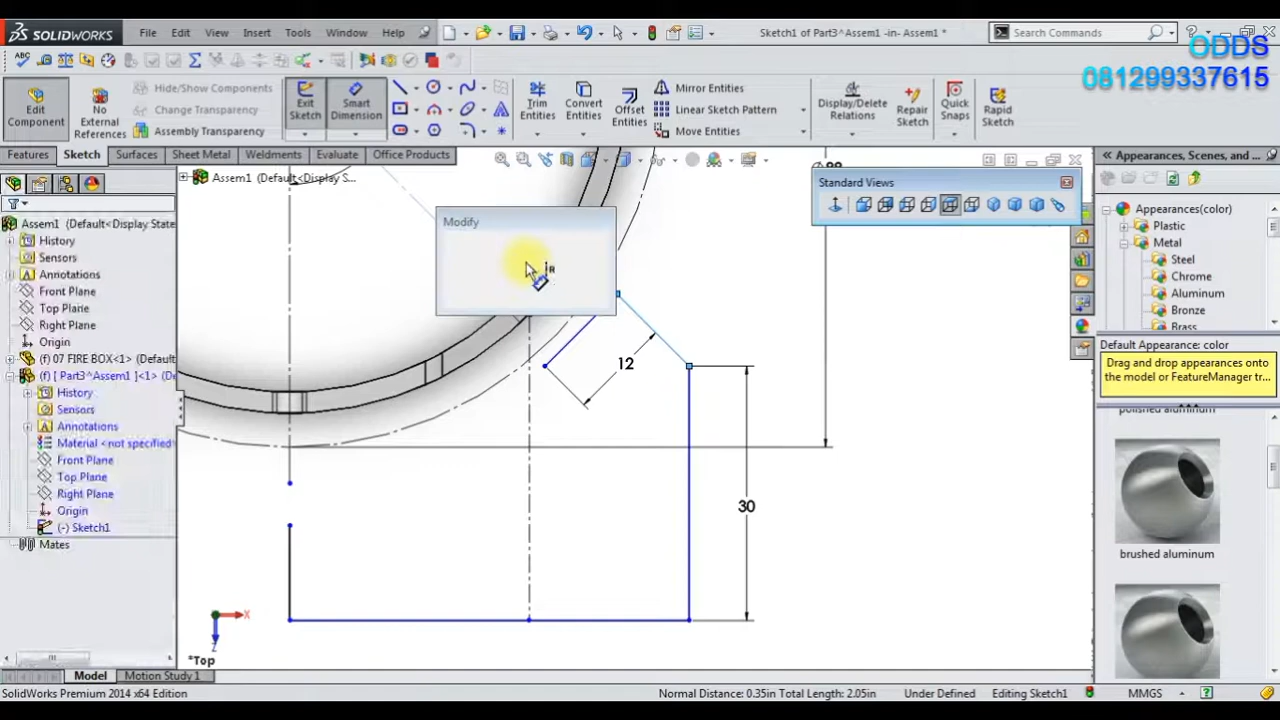 SOLIDWORKS
File Edit View Insert Tools Window Help
Sketch1 of Part3^Assem1 -in- Assem1 *
Search Commands
ODDS
081299337615
Edit Component
No External References
Hide/Show Components
Change Transparency
Assembly Transparency
Exit Sketch
Smart Dimension
Trim Entities
Convert Entities
Offset Entities
Mirror Entities
Linear Sketch Pattern
Move Entities
Display/Delete Relations
Repair Sketch
Quick Snaps
Rapid Sketch
Features Sketch Surfaces Sheet Metal Weldments Evaluate Office Products
Appearances, Scenes, and...
Assem1 (Default<Display S...
Standard Views
Modify
Assem1 (Default<Display State
History
Sensors
Annotations
Front Plane
Top Plane
Right Plane
Origin
(f) 07 FIRE BOX<1> (Default
(f) [ Part3^Assem1 ]<1> (Default
History
Sensors
Annotations
Material <not specified>
Front Plane
Top Plane
Right Plane
Origin
(-) Sketch1
Mates
R
12
30
X
Z
*Top
Appearances(color)
Plastic
Metal
Steel
Chrome
Aluminum
Bronze
Brass
Default Appearance: color
Drag and drop appearances onto
the model or FeatureManager tr...
polished aluminum
brushed aluminum
Model Motion Study 1
SolidWorks Premium 2014 x64 Edition
Normal Distance: 0.35in Total Length: 2.05in Under Defined Editing Sketch1 MMGS